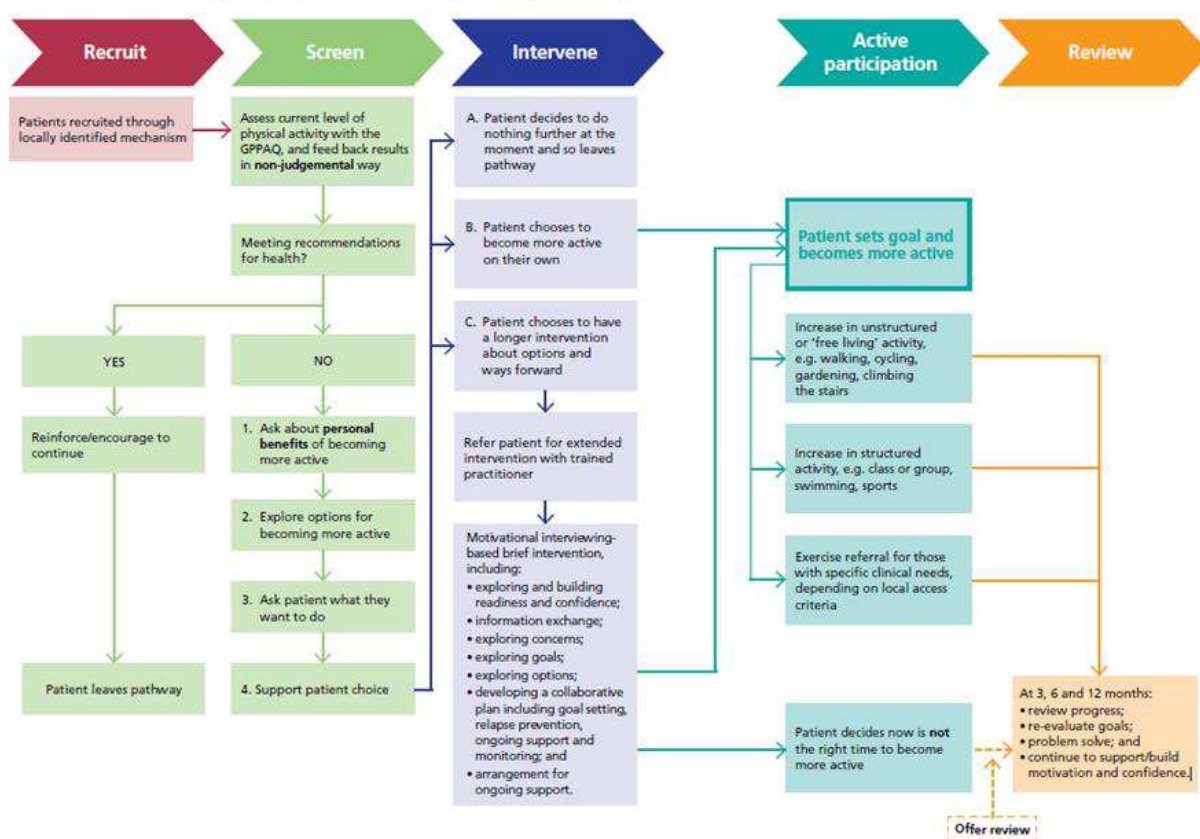 Recruit
Screen
Intervene
Active
participation
Review
Patients recruited through
locally identified mechanism
Assess current level of
physical activity with the
GPPAQ, and feed back results
in non-judgemental way
Meeting recommendations
for health?
YES
NO
Reinforce/encourage to
continue
Patient leaves pathway
1. Ask about personal
benefits of becoming
more active
2. Explore options for
becoming more active
3. Ask patient what they
want to do
4. Support patient choice
A. Patient decides to do
nothing further at the
moment and so leaves
pathway
B. Patient chooses to
become more active
on their own
C. Patient chooses to have
a longer intervention
about options and
ways forward
Refer patient for extended
intervention with trained
practitioner
Motivational interviewing-
based brief intervention,
including:
• exploring and building
readiness and confidence;
• information exchange;
• exploring concerns;
• exploring goals;
• exploring options;
• developing a collaborative
plan including goal setting,
relapse prevention,
ongoing support and
monitoring; and
• arrangement for
ongoing support.
Patient sets goal and
becomes more active
Increase in unstructured
or 'free living' activity,
e.g. walking, cycling,
gardening, climbing
the stairs
Increase in structured
activity, e.g. class or group,
swimming, sports
Exercise referral for those
with specific clinical needs,
depending on local access
criteria
Patient decides now is not
the right time to become
more active
At 3, 6 and 12 months:
• review progress;
• re-evaluate goals;
• problem solve; and
• continue to support/build
motivation and confidence.
Offer review